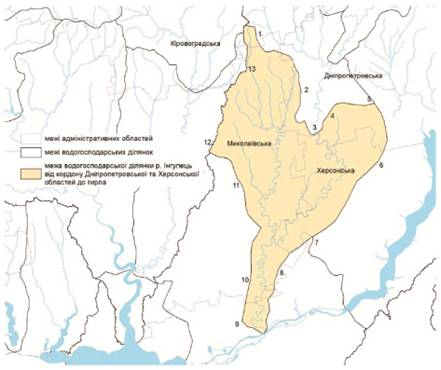 Кіровоградська
1
13
Дніпропетровська
2
5
4
3
межі адміністративних областей
межі водогосподарських ділянок
межа водогосподарської ділянки р. Інгулець
від кордону Дніпропетровської та Херсонської
областей до гирла
12
Миколаївська
6
Херсонська
11
7
8
10
9